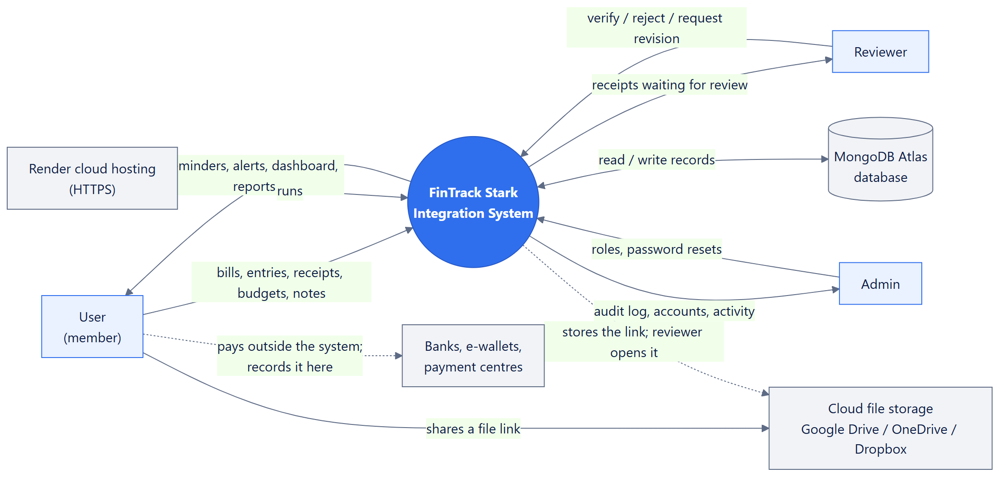 verify / reject / request
revision
Reviewer
receipts waiting for review
Render cloud hosting
(HTTPS)
minders, alerts, dashboard,
reports
runs
read / write records
MongoDB Atlas
database
FinTrack Stark
Integration System
roles, password resets
Admin
bills, entries, receipts,
budgets, notes
User
(member)
audit log, accounts, activity
pays outside the system;
records it here
Banks, e-wallets,
payment centres
stores the link; reviewer
opens it
shares a file link
Cloud file storage
Google Drive / OneDrive /
Dropbox